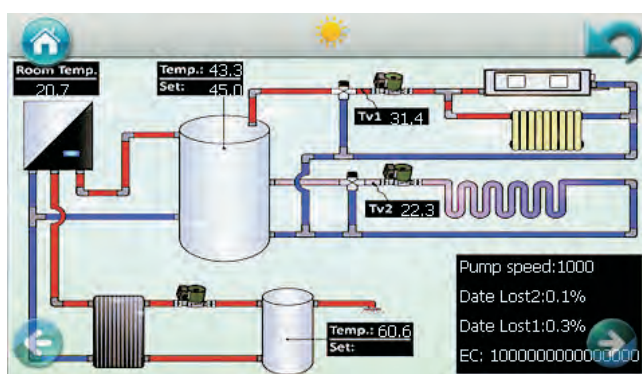 Room Temp.
20.7
Temp.: 43.3
Set: 45.0
Tv1 31.4
Tv2 22.3
Temp.: 60.6
Set:
Pump speed:1000
Date Lost2:0.1%
Date Lost1:0.3%
EC: 1000000000000000